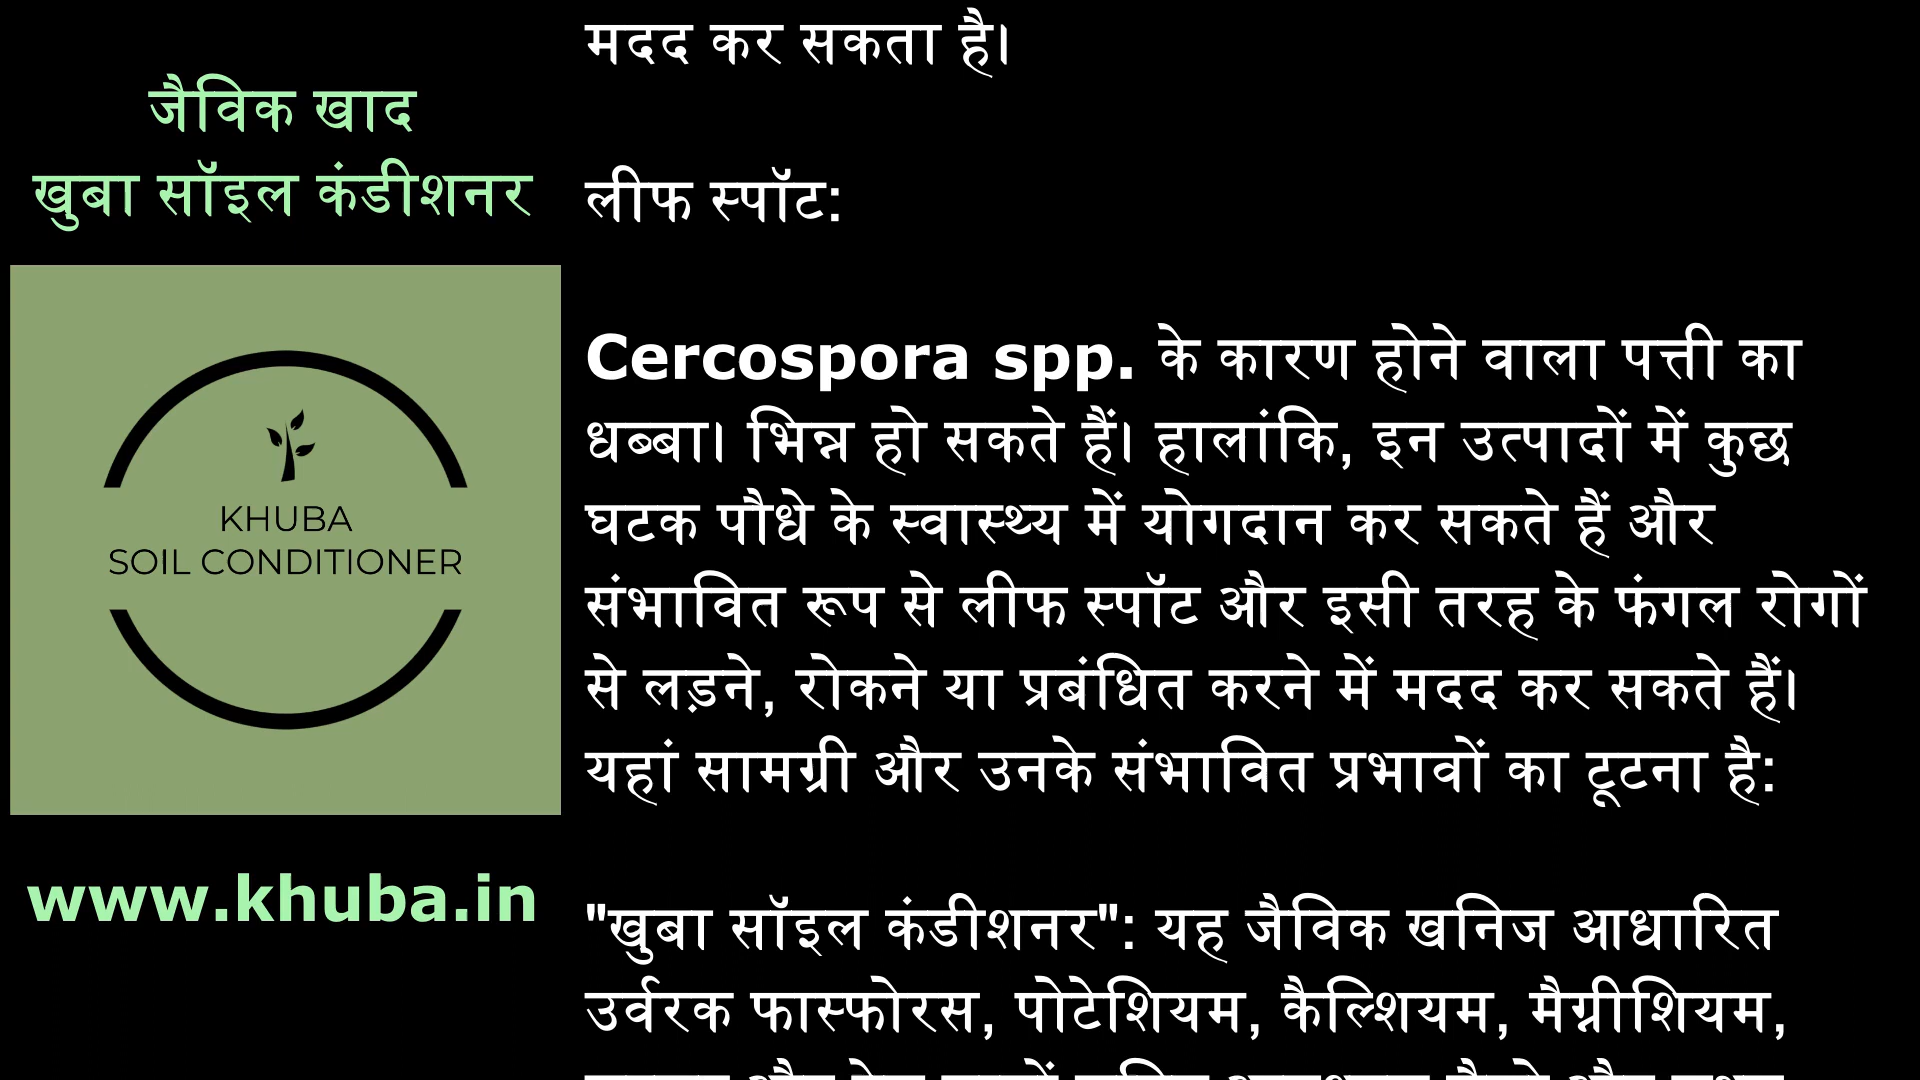 जैविक खाद
खुबा सॉइल कंडीशनर
KHUBA
SOIL CONDITIONER
www.khuba.in
मदद कर सकता है।
लीफ स्पॉट:
Cercospora spp. के कारण होने वाला पत्ती का
धब्बा। भिन्न हो सकते हैं। हालांकि, इन उत्पादों में कुछ
घटक पौधे के स्वास्थ्य में योगदान कर सकते हैं और
संभावित रूप से लीफ स्पॉट और इसी तरह के फंगल रोगों
से लड़ने, रोकने या प्रबंधित करने में मदद कर सकते हैं।
यहां सामग्री और उनके संभावित प्रभावों का टूटना है:
"खुबा सॉइल कंडीशनर": यह जैविक खनिज आधारित
उर्वरक फास्फोरस, पोटेशियम, कैल्शियम, मैग्नीशियम,